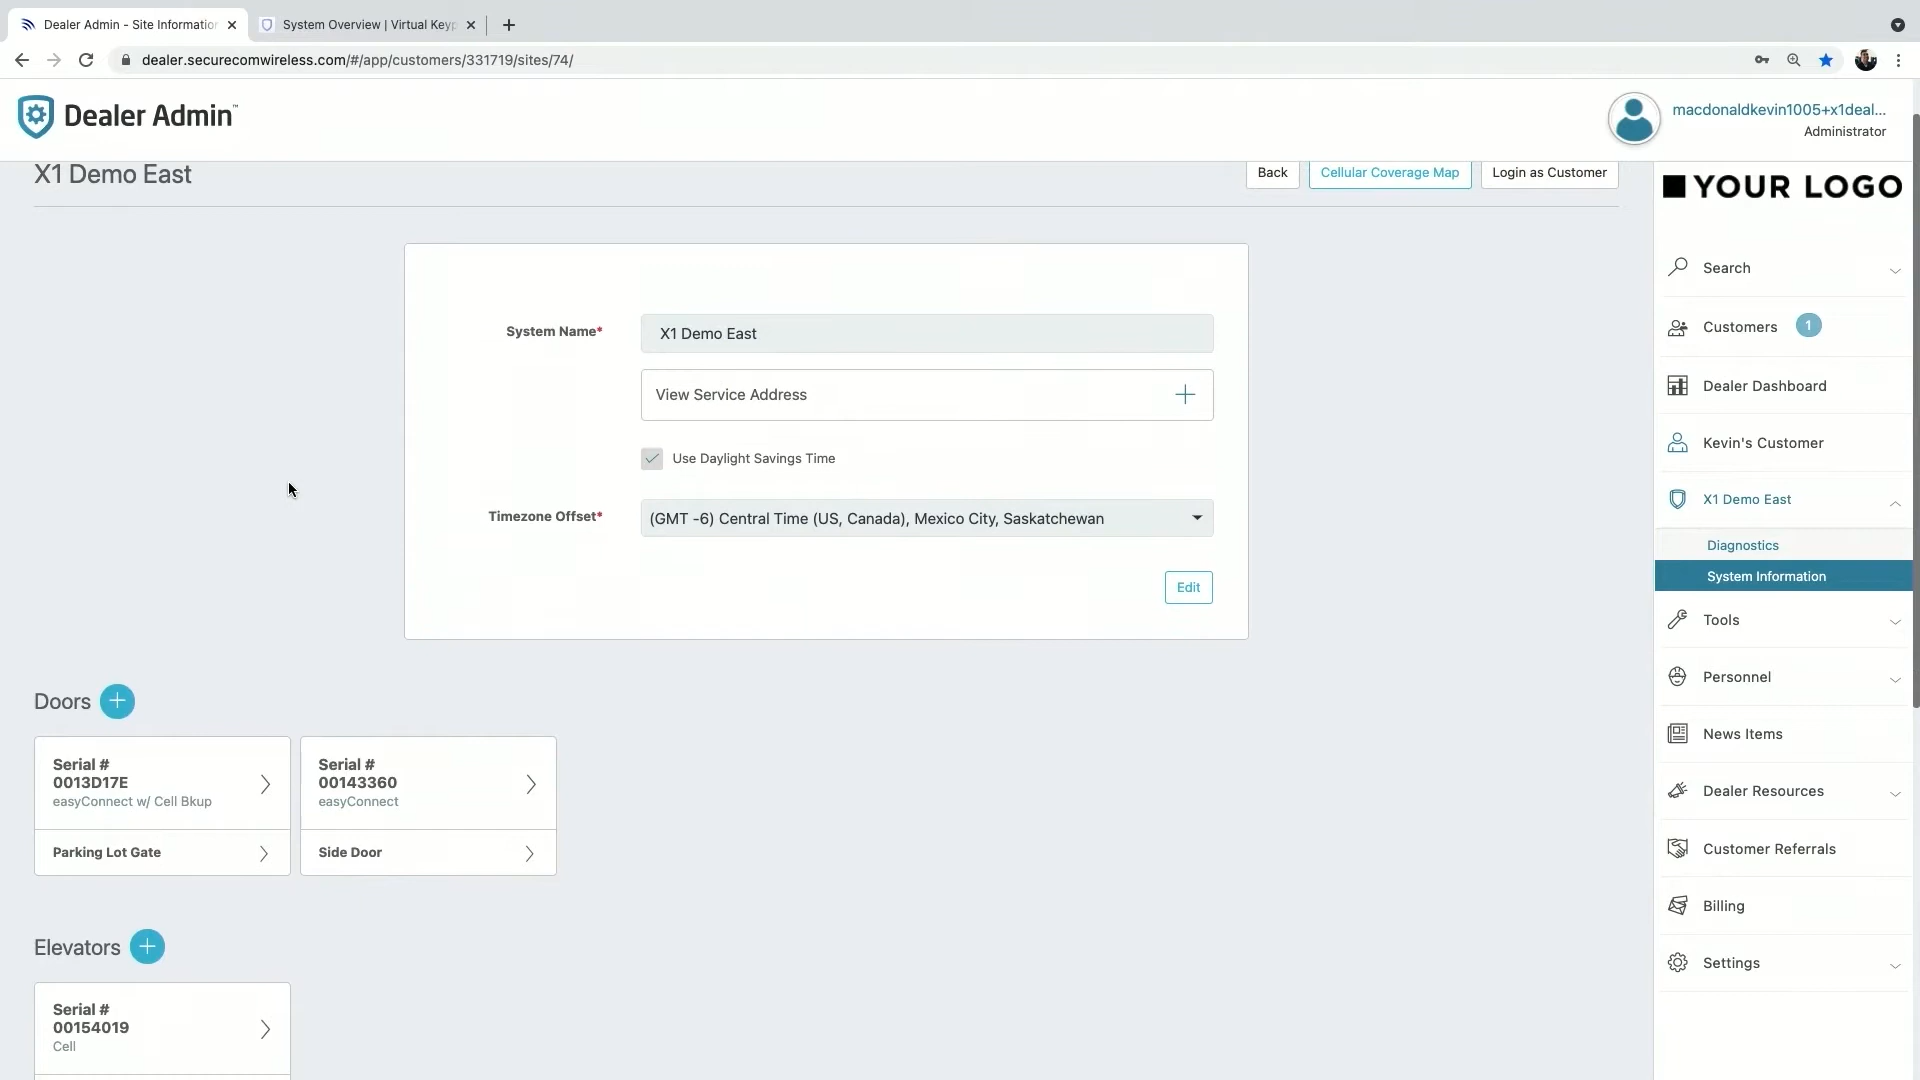 Dealer Admin - Site Information
System Overview | Virtual Keyp
dealer.securecomwireless.com/#/app/customers/331719/sites/74/
Dealer Admin™
macdonaldkevin1005+x1deal...
Administrator
X1 Demo East
Back
Cellular Coverage Map
Login as Customer
YOUR LOGO
System Name*
X1 Demo East
View Service Address
Use Daylight Savings Time
Timezone Offset*
(GMT -6) Central Time (US, Canada), Mexico City, Saskatchewan
Edit
Search
Customers 1
Dealer Dashboard
Kevin's Customer
X1 Demo East
Diagnostics
System Information
Tools
Personnel
News Items
Dealer Resources
Customer Referrals
Billing
Settings
Doors
Serial #
0013D17E
easyConnect w/ Cell Bkup
Parking Lot Gate
Serial #
00143360
easyConnect
Side Door
Elevators
Serial #
00154019
Cell